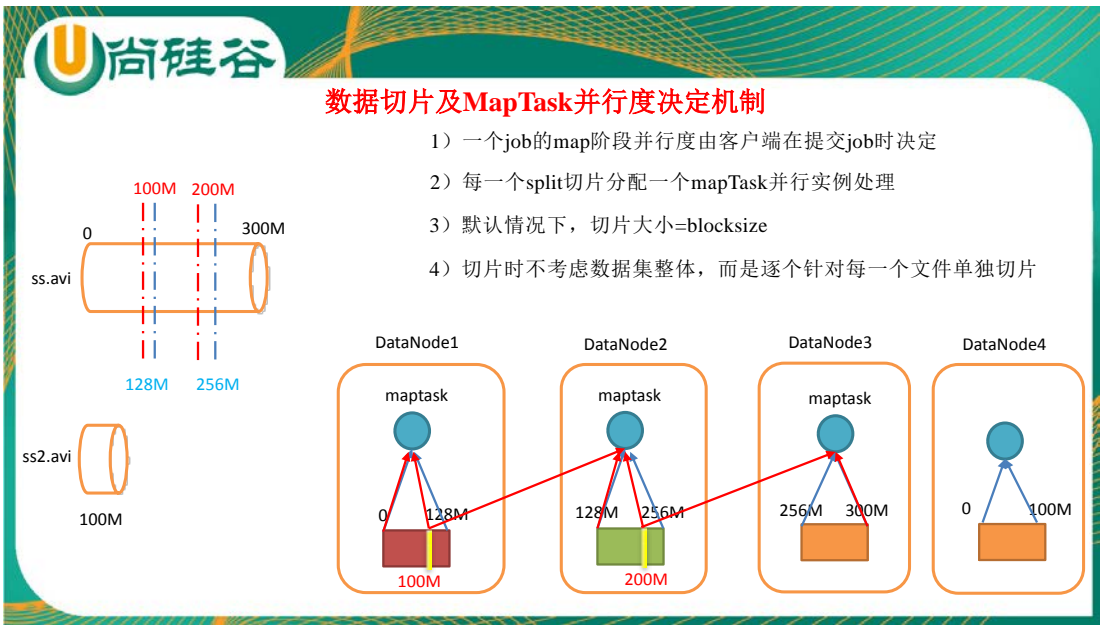 尚硅谷
数据切片及MapTask并行度决定机制
1）一个job的map阶段并行度由客户端在提交job时决定
2）每一个split切片分配一个mapTask并行实例处理
3）默认情况下，切片大小=blocksize
4）切片时不考虑数据集整体，而是逐个针对每一个文件单独切片
100M 200M
0 300M
ss.avi
128M 256M
ss2.avi
100M
DataNode1 DataNode2 DataNode3 DataNode4
maptask maptask maptask
0 128M 128M 256M 256M 300M 0 100M
100M 200M